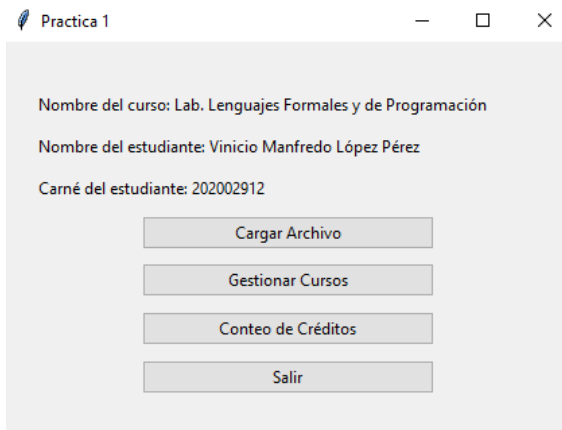 Practica 1
Nombre del curso: Lab. Lenguajes Formales y de Programación
Nombre del estudiante: Vinicio Manfredo López Pérez
Carné del estudiante: 202002912
Cargar Archivo
Gestionar Cursos
Conteo de Créditos
Salir